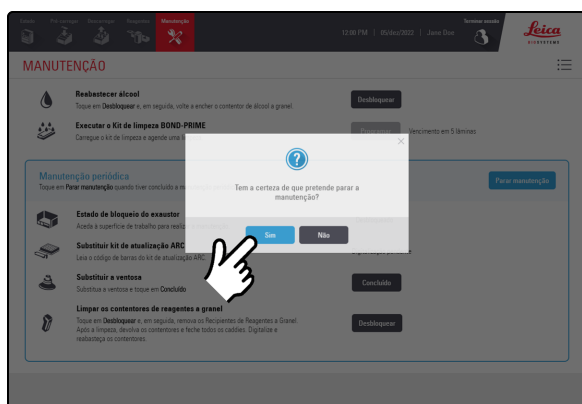 Estado Pré-carregar Descarregar Reagentes Manutenção
12:00 PM | 05/dez/2022 | Jane Doe Terminar sessão
Leica
BIOSYSTEMS
MANUTENÇÃO
Reabastecer álcool
Toque em Desbloquear e, em seguida, volte a encher o contentor de álcool a granel.
Desbloquear
Executar o Kit de limpeza BOND-PRIME
Carregue o kit de limpeza e agende uma
Programar Vencimento em 5 lâminas
Tem a certeza de que pretende parar a
manutenção?
Sim Não
Manutenção periódica
Toque em Parar manutenção quando tiver concluído a
Parar manutenção
Estado de bloqueio do exaustor
Aceda à superfície de trabalho para
Substituir kit de atualização ARC
Leia o código de barras do kit de atualização ARC.
Substituir a ventosa
Substitua a ventosa e toque em Concluído
Concluído
Limpar os contentores de reagentes a granel
Toque em Desbloquear e, em seguida, remova os Recipientes de Reagentes a Granel.
Após a limpeza, devolva os contentores e feche todos os caddies. Digitalize e
reabasteça os contentores.
Desbloquear